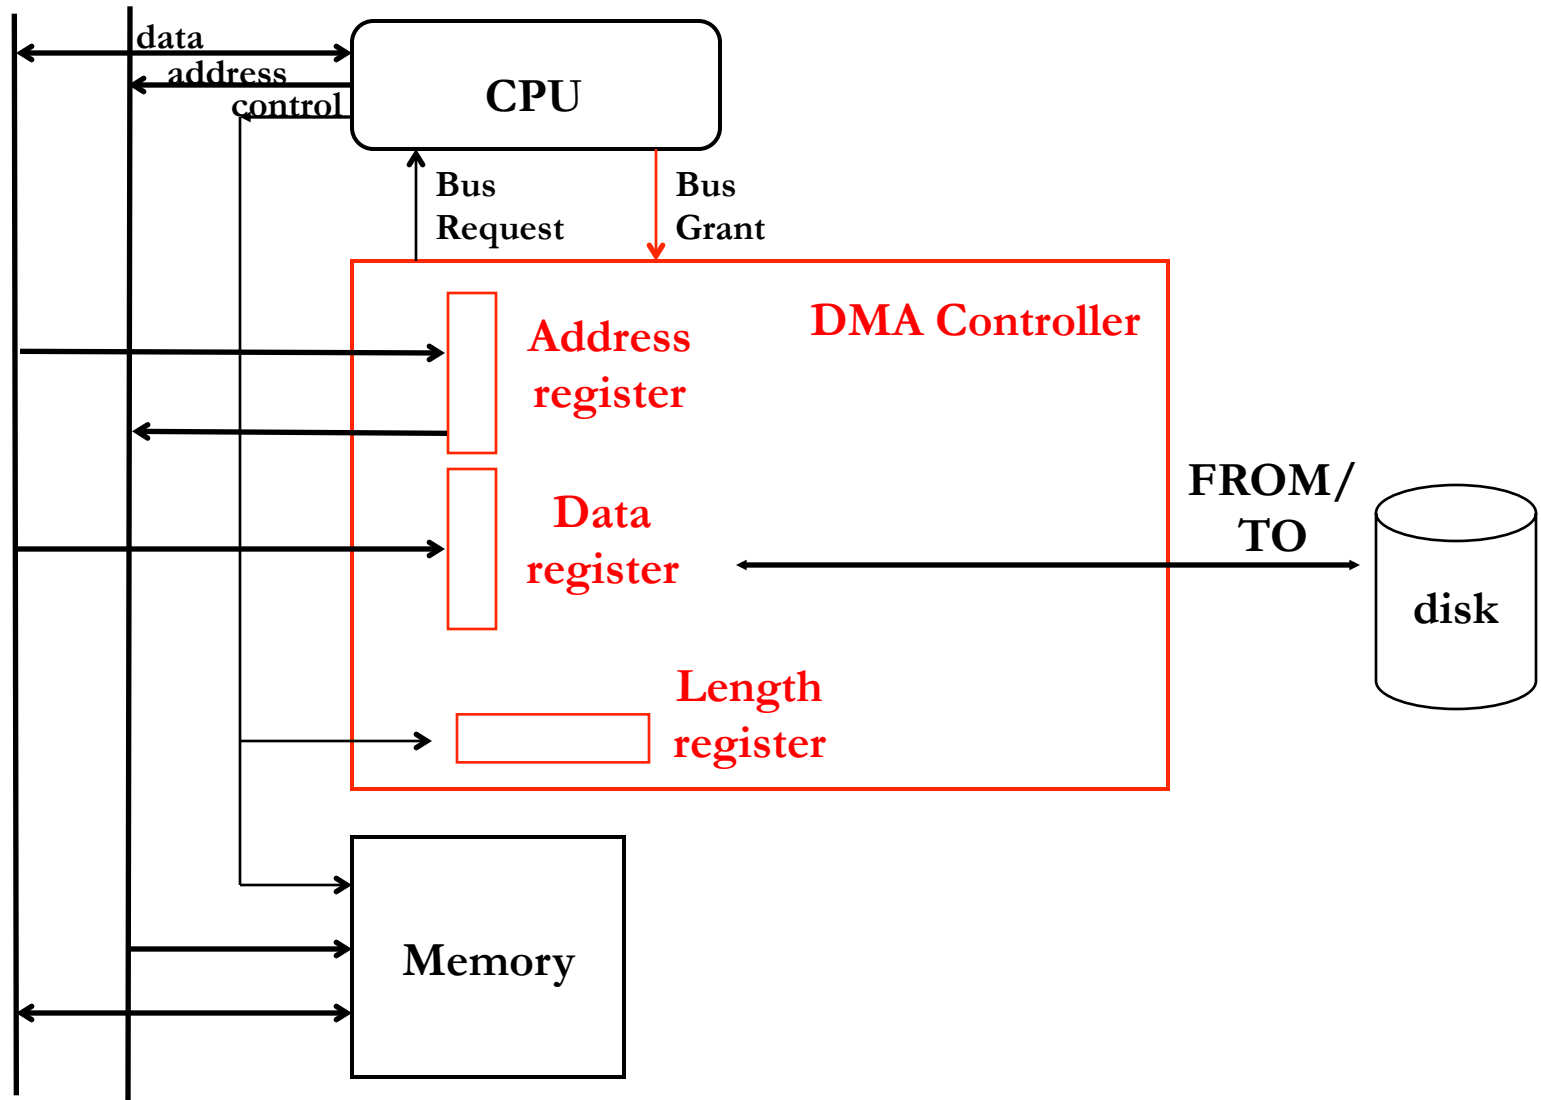 data
address
control
CPU
Bus
Request
Bus
Grant
DMA Controller
Address
register
Data
register
FROM/
TO
disk
Length
register
Memory